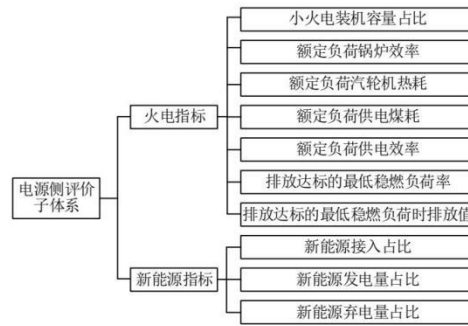 小火电装机容量占比
额定负荷锅炉效率
额定负荷汽轮机热耗
火电指标
额定负荷供电煤耗
额定负荷供电效率
电源侧评价
子体系
排放达标的最低稳燃负荷率
排放达标的最低稳燃负荷时排放值
新能源接入占比
新能源指标
新能源发电量占比
新能源弃电量占比